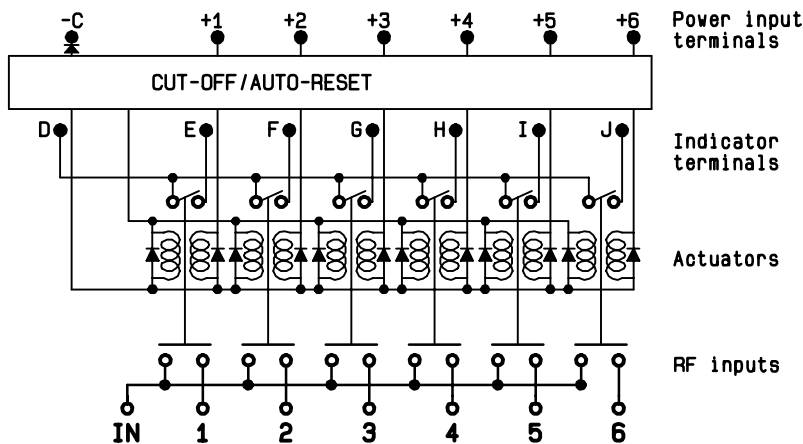 -C +1 +2 +3 +4 +5 +6 Power input
terminals
CUT-OFF/AUTO-RESET
D E F G H I J Indicator
terminals
Actuators
RF inputs
IN 1 2 3 4 5 6